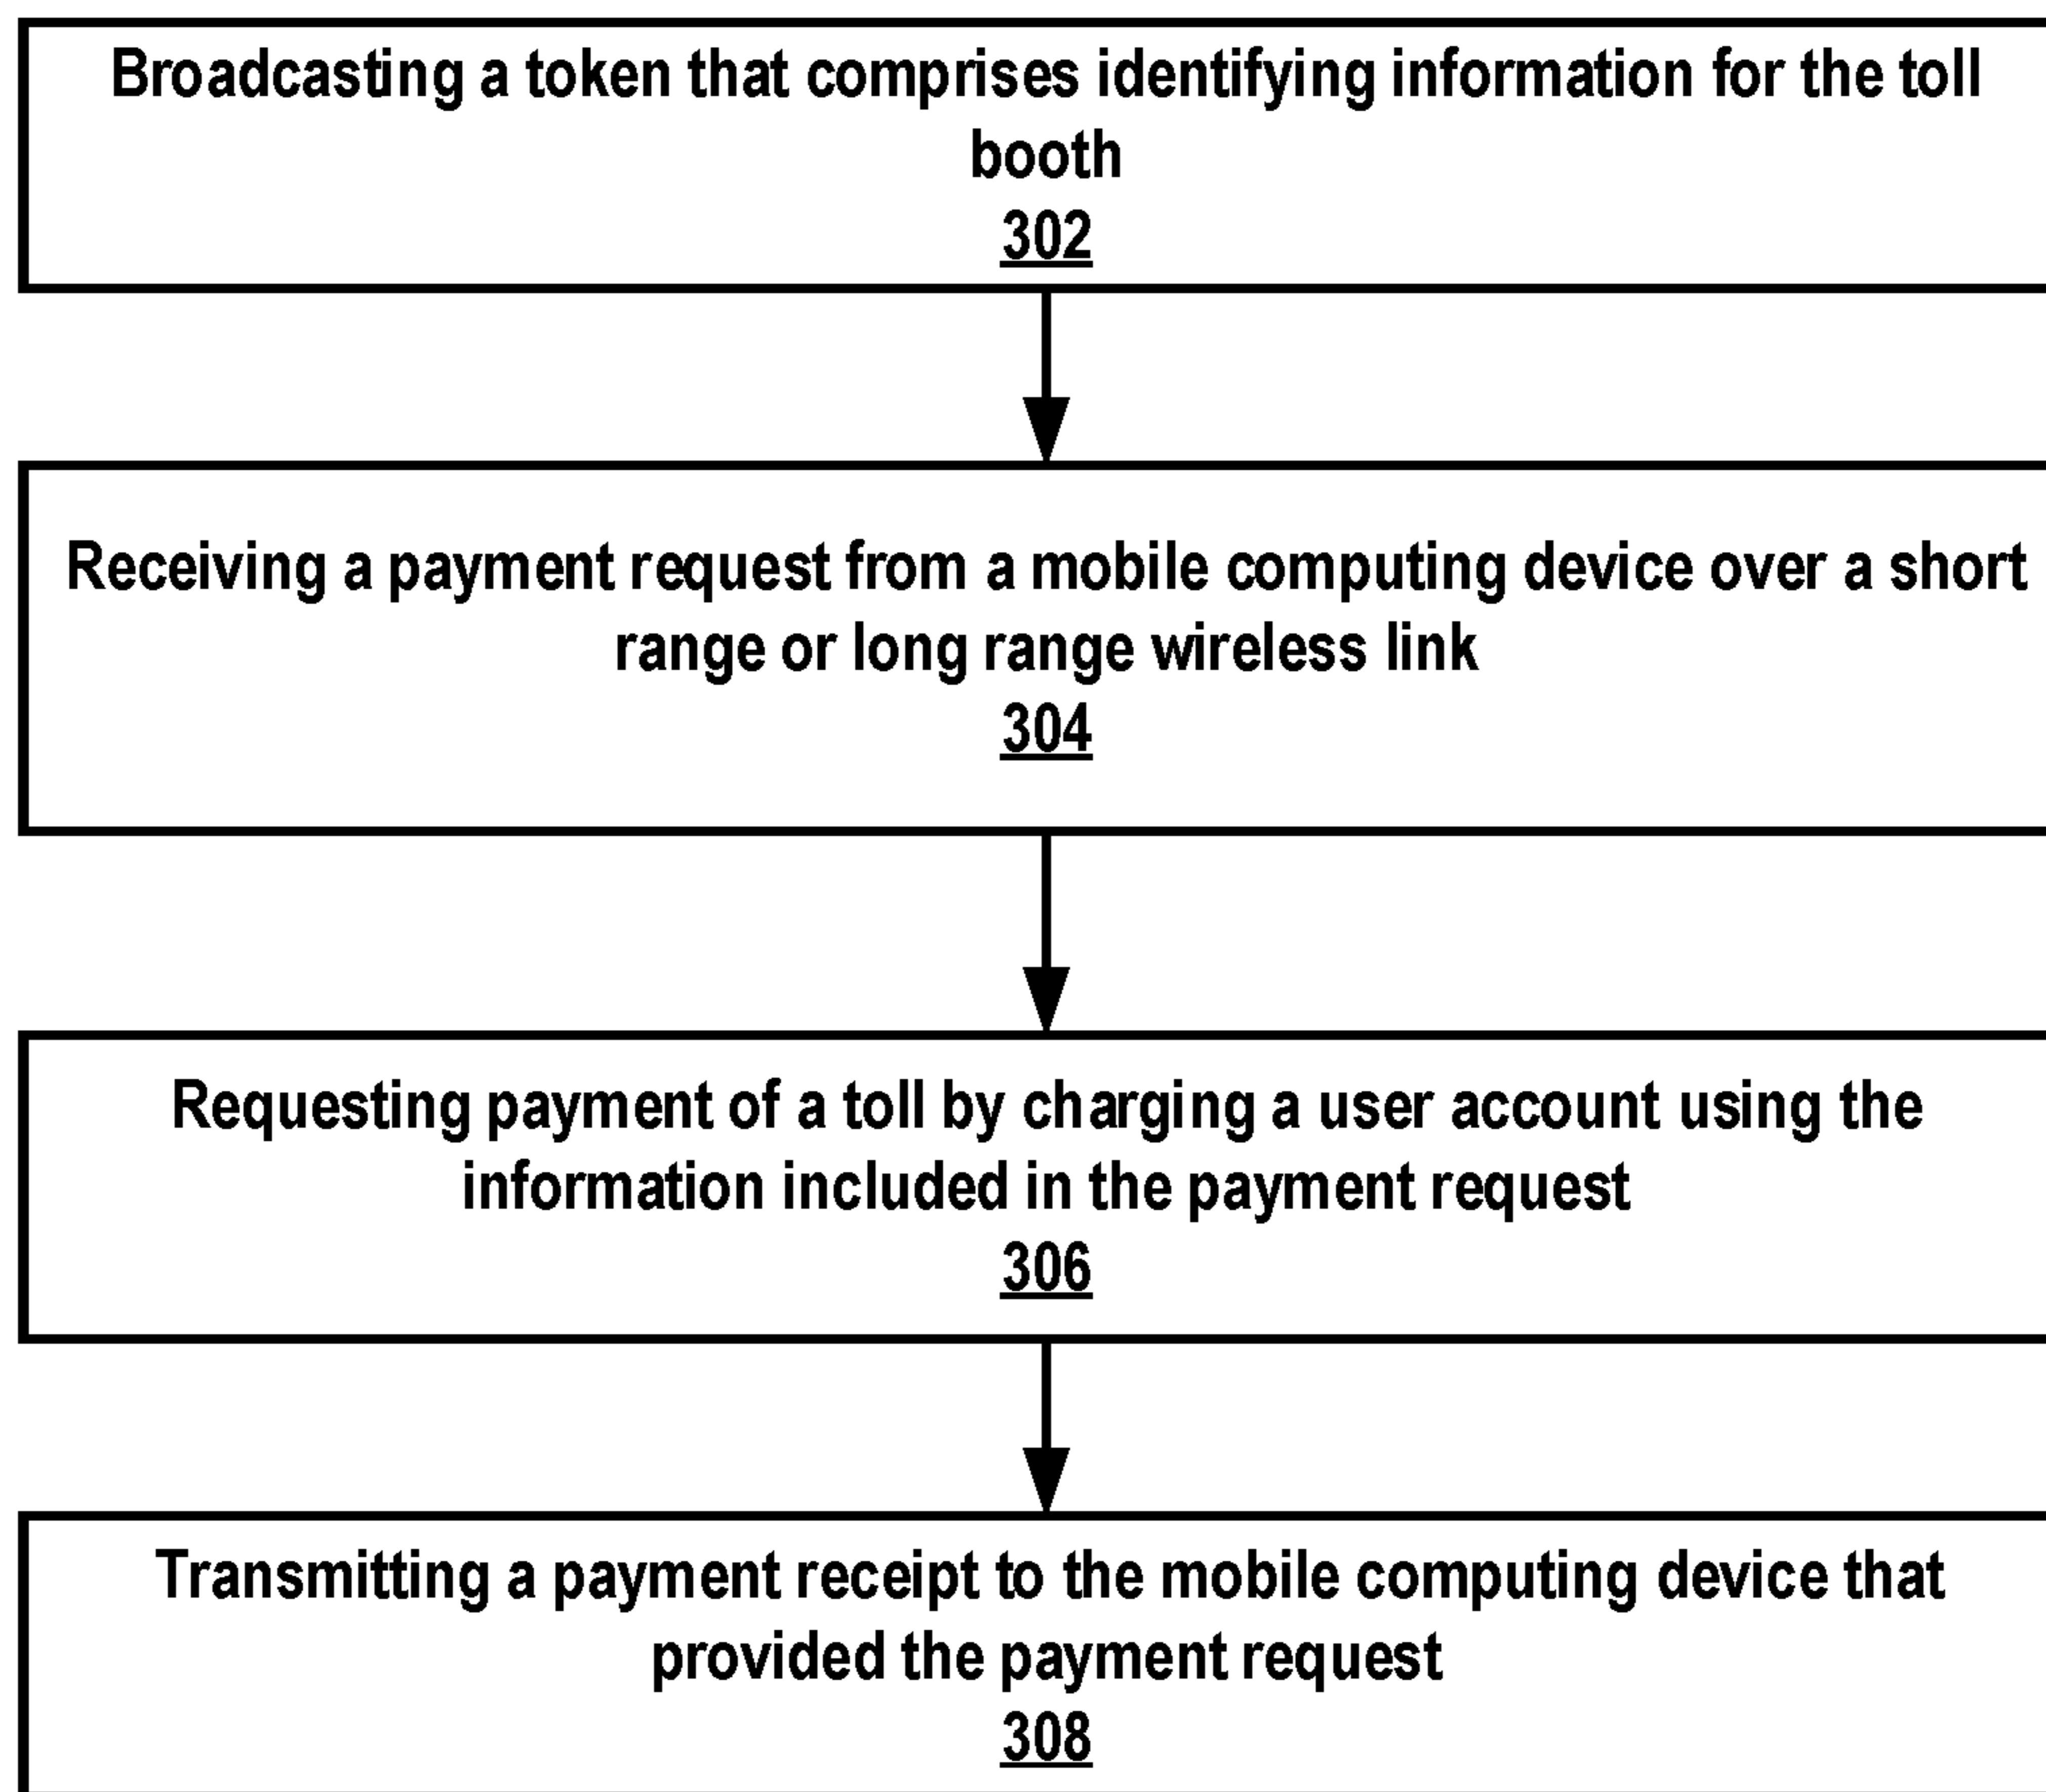 Broadcasting a token that comprises identifying information for the toll
booth
302
Receiving a payment request from a mobile computing device over a short
range or long range wireless link
304
Requesting payment of a toll by charging a user account using the
information included in the payment request
306
Transmitting a payment receipt to the mobile computing device that
provided the payment request
308